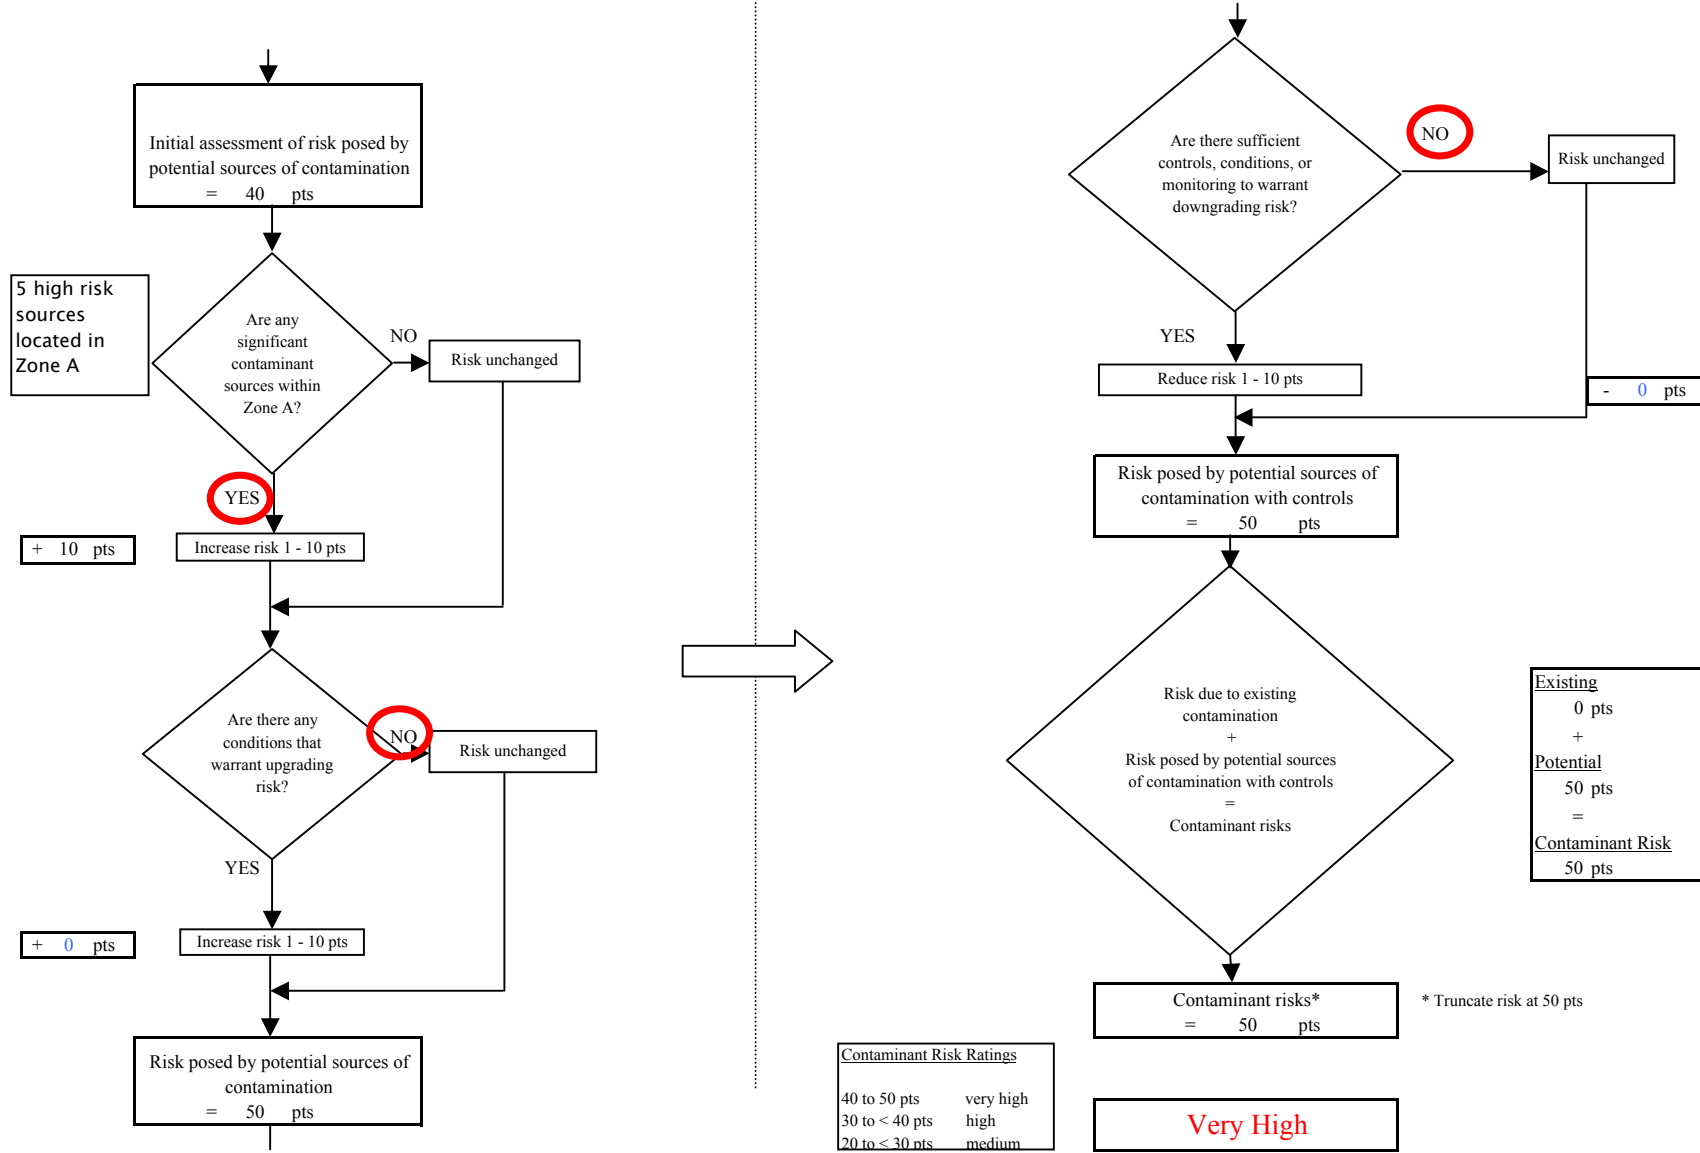 Initial assessment of risk posed by
potential sources of contamination
= 40 pts
5 high risk
sources
located in
Zone A
Are any
significant
contaminant
sources within
Zone A?
NO
Risk unchanged
YES
+ 10 pts
Increase risk 1 - 10 pts
Are there any
conditions that
warrant upgrading
risk?
NO
Risk unchanged
YES
+ 0 pts
Increase risk 1 - 10 pts
Risk posed by potential sources of
contamination
= 50 pts
Are there sufficient
controls, conditions, or
monitoring to warrant
downgrading risk?
NO
Risk unchanged
YES
Reduce risk 1 - 10 pts
- 0 pts
Risk posed by potential sources of
contamination with controls
= 50 pts
Risk due to existing
contamination
+
Risk posed by potential sources
of contamination with controls
=
Contaminant risks
Existing
0 pts
+
Potential
50 pts
=
Contaminant Risk
50 pts
Contaminant risks*
= 50 pts
* Truncate risk at 50 pts
Contaminant Risk Ratings
40 to 50 pts very high
30 to < 40 pts high
20 to < 30 pts medium
Very High